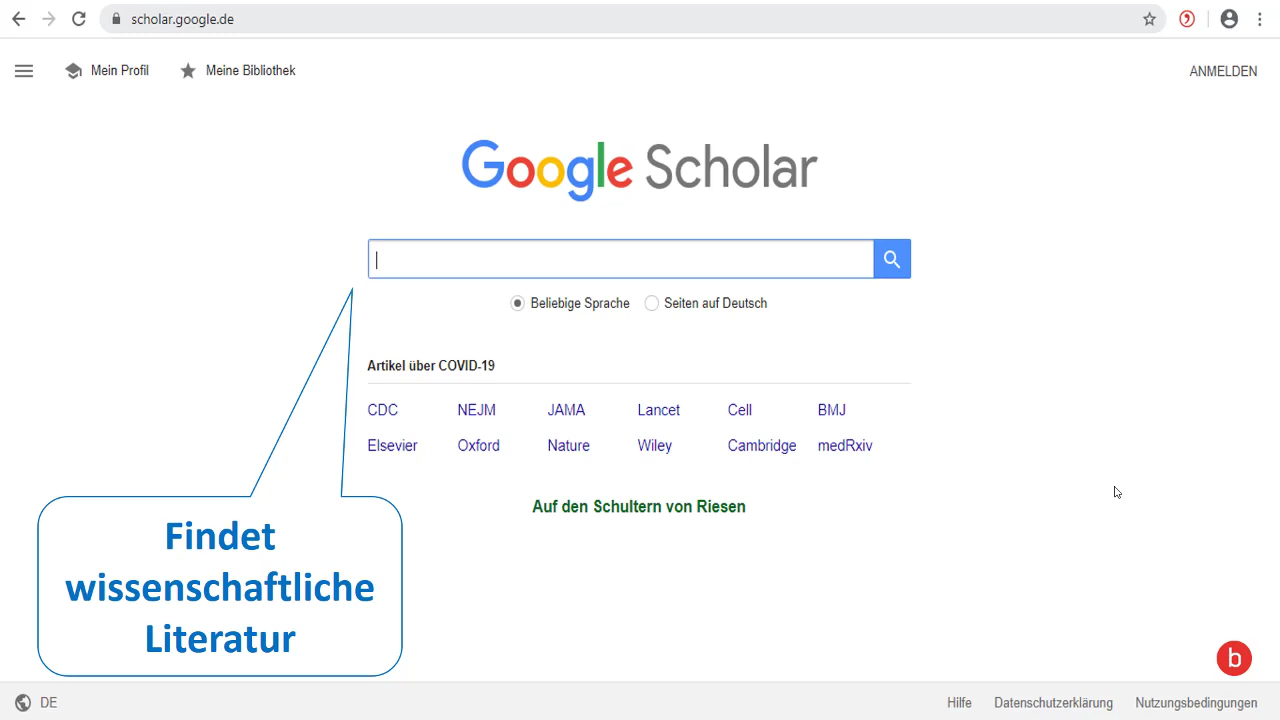 scholar.google.de
Mein Profil
Meine Bibliothek
ANMELDEN
Google Scholar
Beliebige Sprache
Seiten auf Deutsch
Artikel über COVID-19
CDC NEJM JAMA Lancet Cell BMJ
Elsevier Oxford Nature Wiley Cambridge medRxiv
Auf den Schultern von Riesen
Findet
wissenschaftliche
Literatur
b
DE
Hilfe Datenschutzerklärung Nutzungsbedingungen